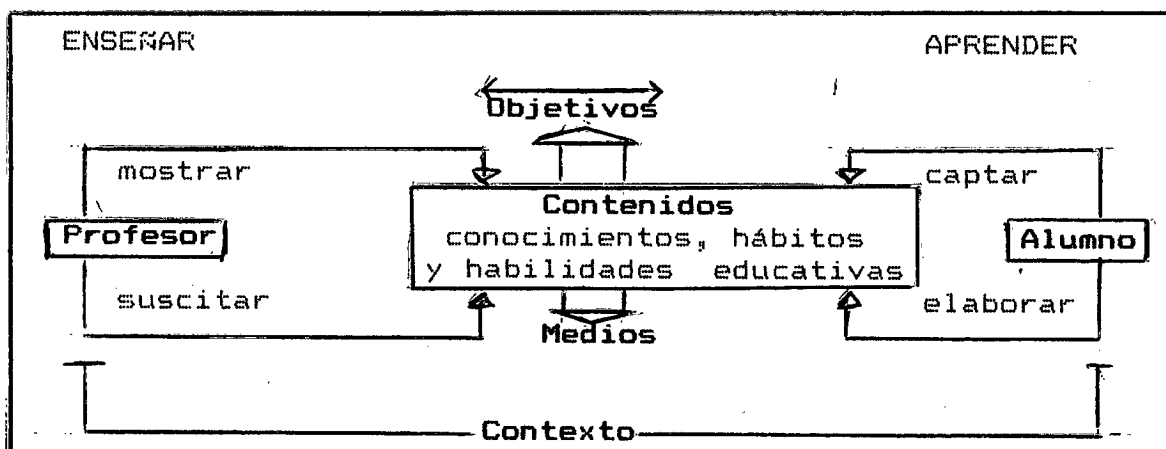 ENSEÑAR APRENDER
Objetivos
mostrar captar
Contenidos
Profesor conocimientos, hábitos Alumno
y habilidades educativas
suscitar elaborar
Medios
Contexto